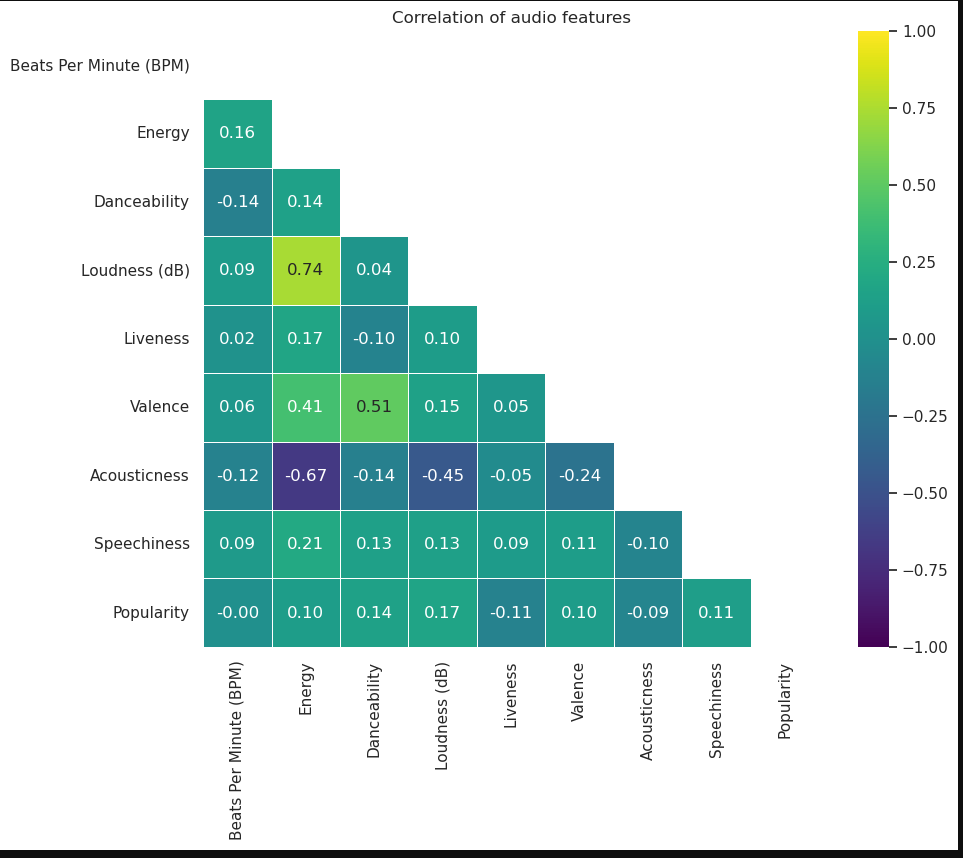 Correlation of audio features
Beats Per Minute (BPM)
Energy 0.16
Danceability -0.14 0.14
Loudness (dB) 0.09 0.74 0.04
Liveness 0.02 0.17 -0.10 0.10
Valence 0.06 0.41 0.51 0.15 0.05
Acousticness -0.12 -0.67 -0.14 -0.45 -0.05 -0.24
Speechiness 0.09 0.21 0.13 0.13 0.09 0.11 -0.10
Popularity -0.00 0.10 0.14 0.17 -0.11 0.10 -0.09 0.11
Beats Per Minute (BPM)
Energy
Danceability
Loudness (dB)
Liveness
Valence
Acousticness
Speechiness
Popularity
1.00
0.75
0.50
0.25
0.00
−0.25
−0.50
−0.75
−1.00